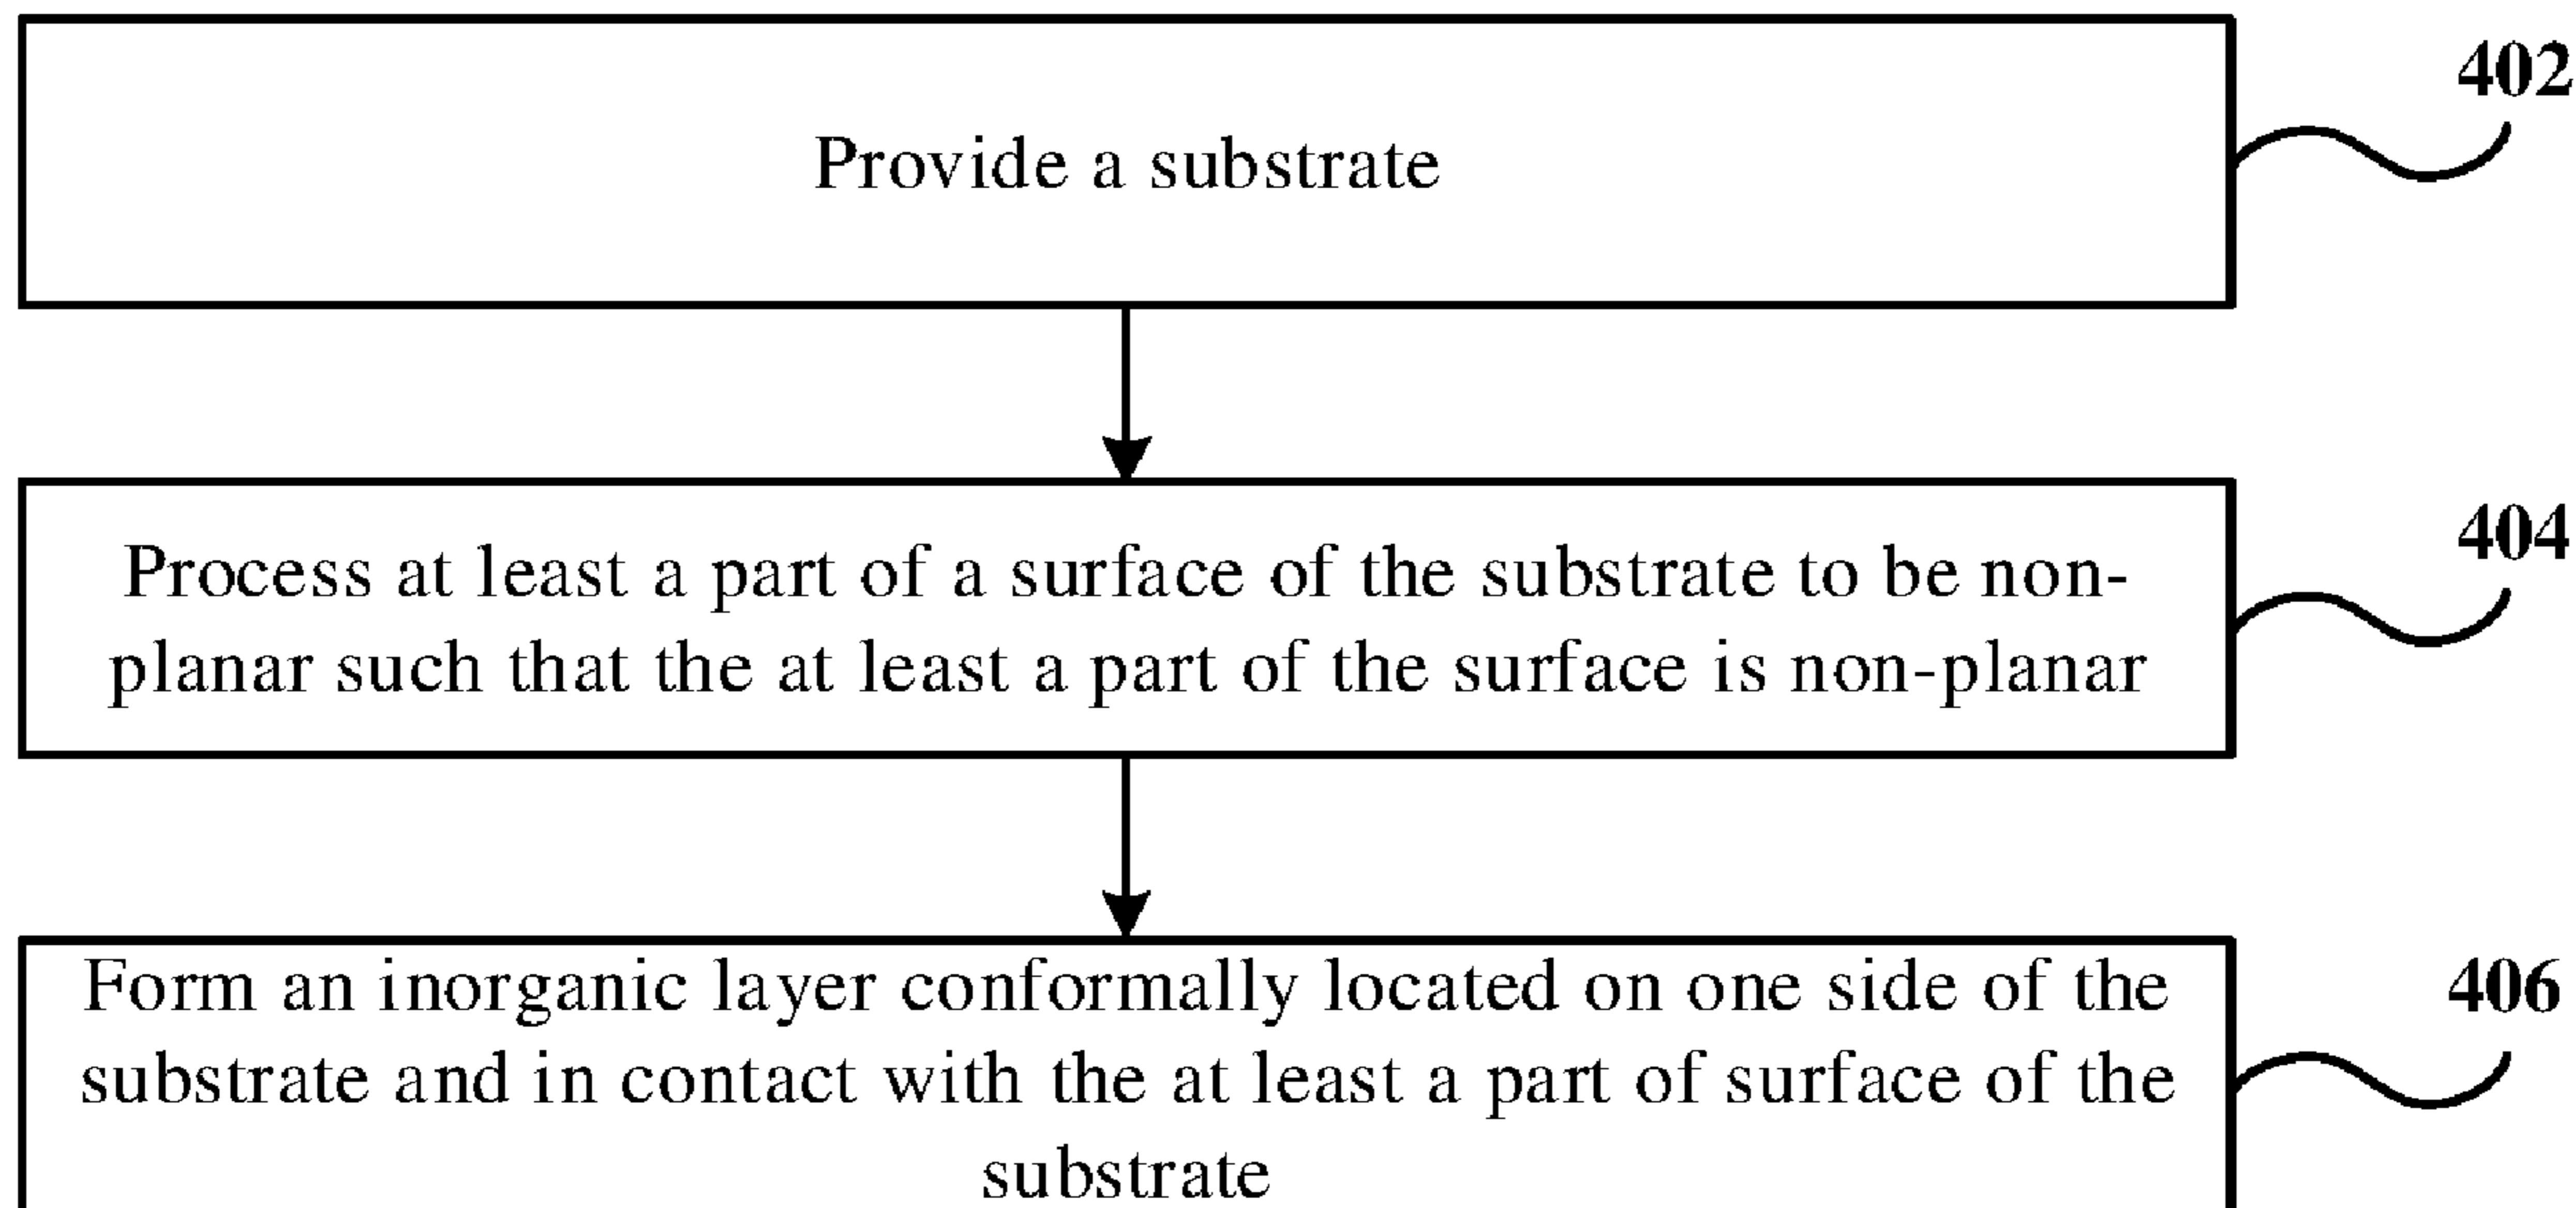 Provide a substrate
402
Process at least a part of a surface of the substrate to be non-
planar such that the at least a part of the surface is non-planar
404
Form an inorganic layer conformally located on one side of the
substrate and in contact with the at least a part of surface of the
substrate
406